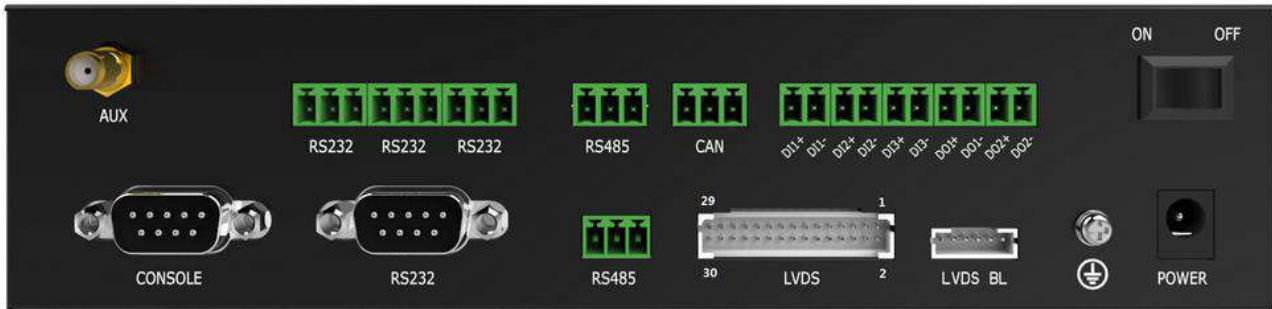 ON OFF
AUX
RS232 RS232 RS232 RS485 CAN DI1+ DI1- DI2+ DI2- DI3+ DI3- DO1+ DO1- DO2+ DO2-
29 1
30 2
CONSOLE RS232 RS485 LVDS LVDS BL POWER